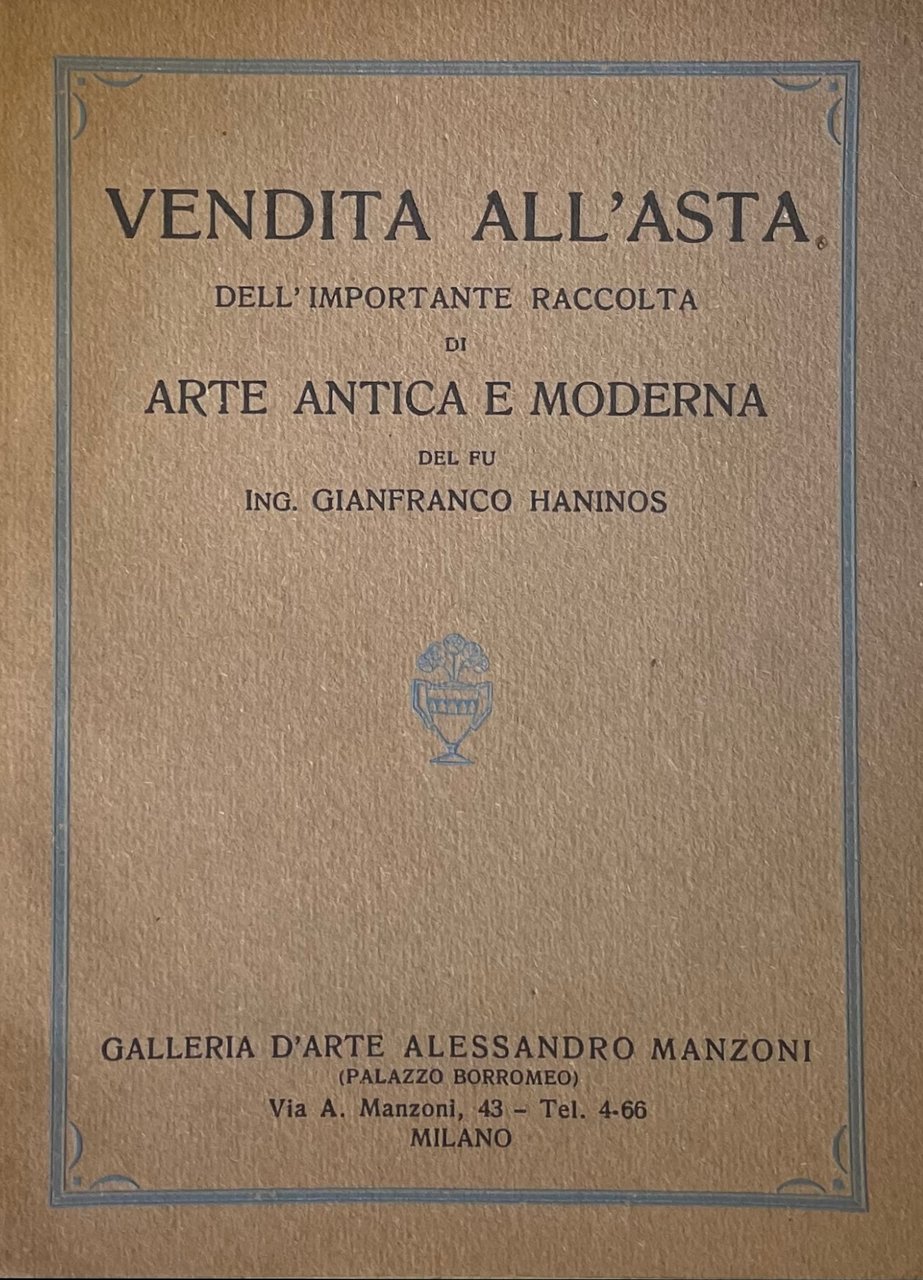 VENDITA ALL'ASTA
DELL'IMPORTANTE RACCOLTA
DI
ARTE ANTICA E MODERNA
DEL FU
ING. GIANFRANCO HANINOS
GALLERIA D'ARTE ALESSANDRO MANZONI
(PALAZZO BORROMEO)
Via A. Manzoni, 43 – Tel. 4-66
MILANO